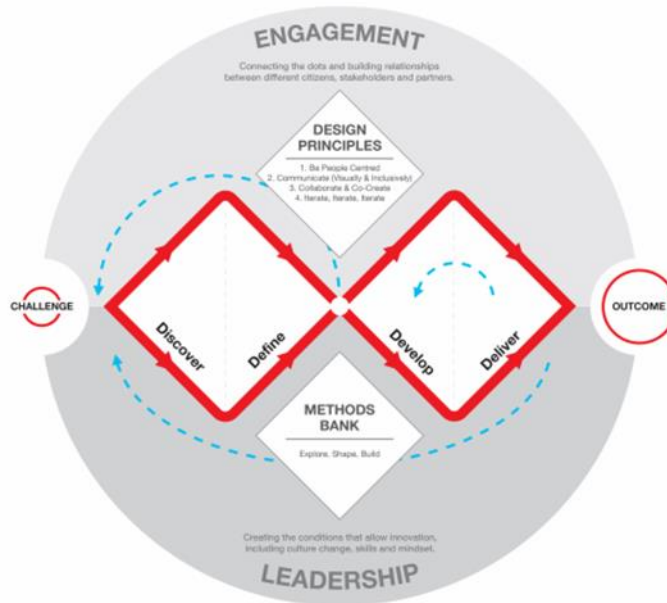 ENGAGEMENT
Connecting the dots and building relationships
between different citizens, stakeholders and partners.
DESIGN
PRINCIPLES
1. Be People Centred
2. Communicate (Visually & Inclusively)
3. Collaborate & Co-Create
4. Iterate, Iterate, Iterate
CHALLENGE
OUTCOME
Discover
Define
Develop
Deliver
METHODS
BANK
Explore, Shape, Build
Creating the conditions that allow innovation,
including culture change, skills and mindset.
LEADERSHIP